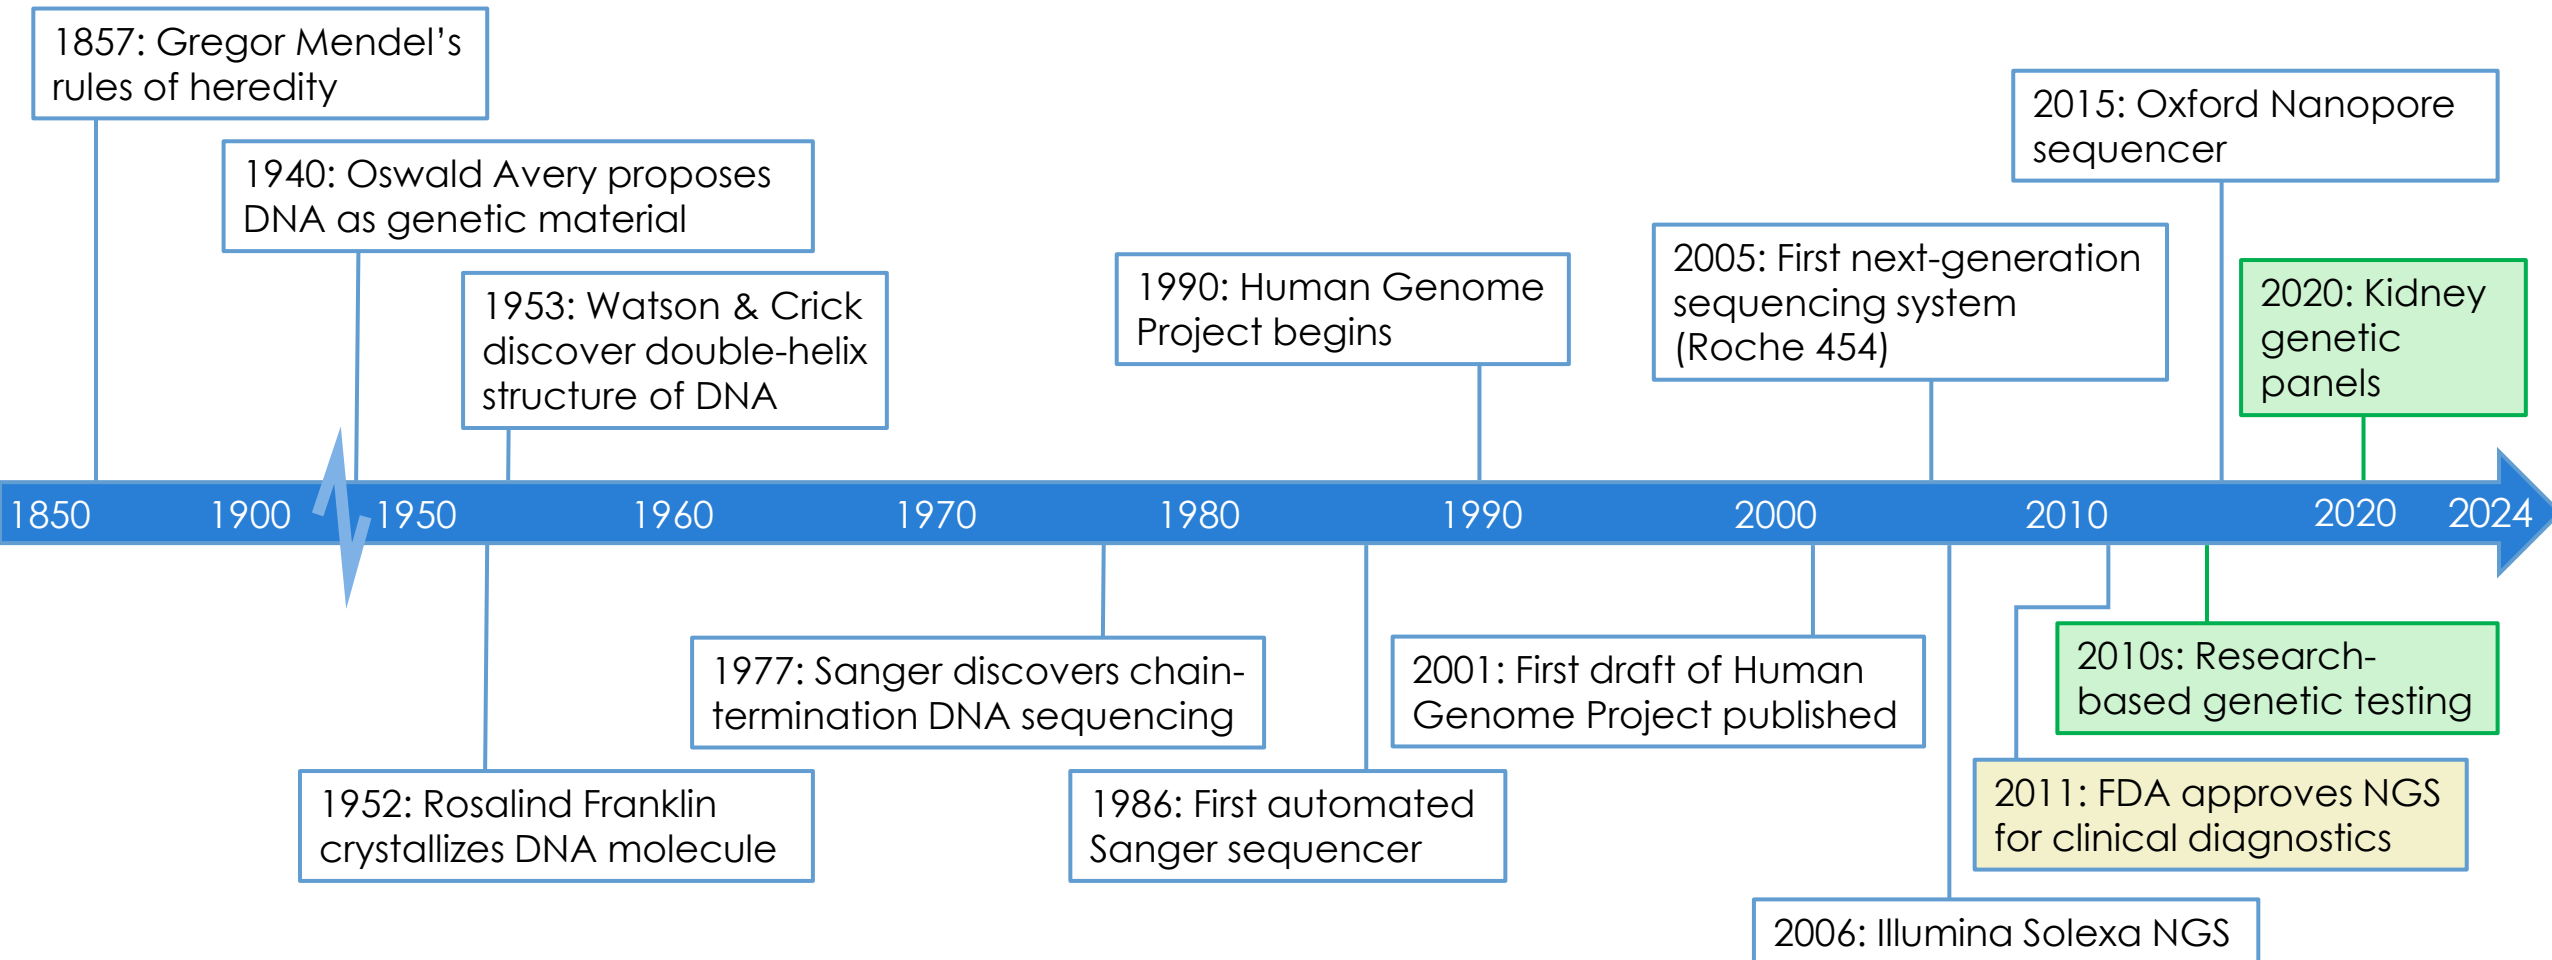 1857: Gregor Mendel’s
rules of heredity
1940: Oswald Avery proposes
DNA as genetic material
1953: Watson & Crick
discover double-helix
structure of DNA
1990: Human Genome
Project begins
2005: First next-generation
sequencing system
(Roche 454)
2015: Oxford Nanopore
sequencer
2020: Kidney
genetic
panels
1850 1900 1950 1960 1970 1980 1990 2000 2010 2020 2024
1952: Rosalind Franklin
crystallizes DNA molecule
1977: Sanger discovers chain-
termination DNA sequencing
1986: First automated
Sanger sequencer
2001: First draft of Human
Genome Project published
2006: Illumina Solexa NGS
2011: FDA approves NGS
for clinical diagnostics
2010s: Research-
based genetic testing